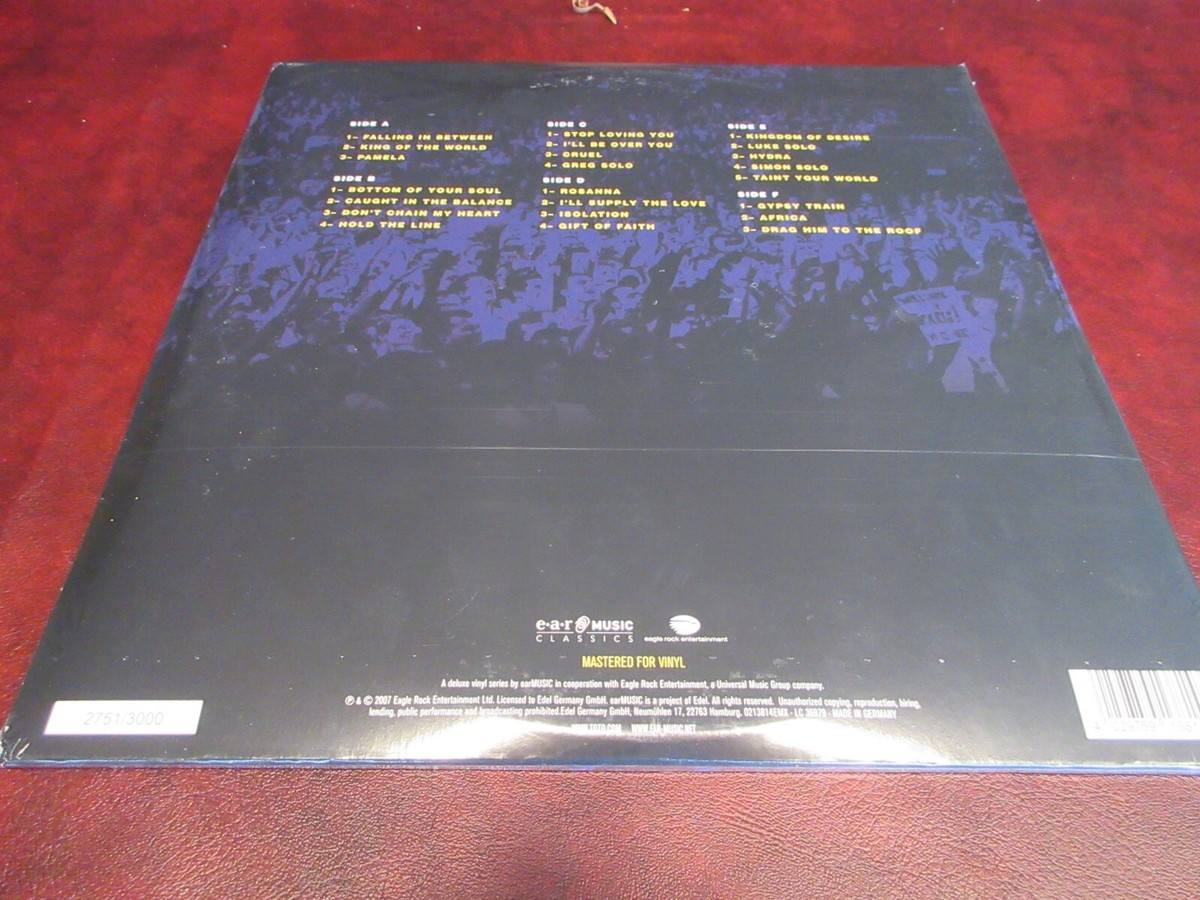 SIDE A
1- FALLING IN BETWEEN
2- KING OF THE WORLD
3- PAMELA
SIDE B
1- BOTTOM OF YOUR SOUL
2- CAUGHT IN THE BALANCE
3- DON'T CHAIN MY HEART
4- HOLD THE LINE
SIDE C
1- STOP LOVING YOU
2- I'LL BE OVER YOU
3- CRUEL
4- GREG SOLO
SIDE D
1- ROSANNA
2- I'LL SUPPLY THE LOVE
3- ISOLATION
4- GIFT OF FAITH
SIDE E
1- KINGDOM OF DESIRE
2- LUKE SOLO
3- HYDRA
4- SIMON SOLO
5- TAINT YOUR WORLD
SIDE F
1- GYPSY TRAIN
2- AFRICA
3- DRAG HIM TO THE ROOF
e·a·r MUSIC
CLASSICS
eagle rock entertainment
MASTERED FOR VINYL
A deluxe vinyl series by earMUSIC in cooperation with Eagle Rock Entertainment, a Universal Music Group company.
℗ & © 2007 Eagle Rock Entertainment Ltd. Licensed to Edel Germany GmbH. earMUSIC is a project of Edel. All rights reserved. Unauthorized copying, reproduction, hiring,
lending, public performance and broadcasting prohibited.Edel Germany GmbH, Neumühlen 17, 22763 Hamburg. 0213814EMX - LC 30979 - MADE IN GERMANY
WWW.EAR-MUSIC.NET
2751/3000